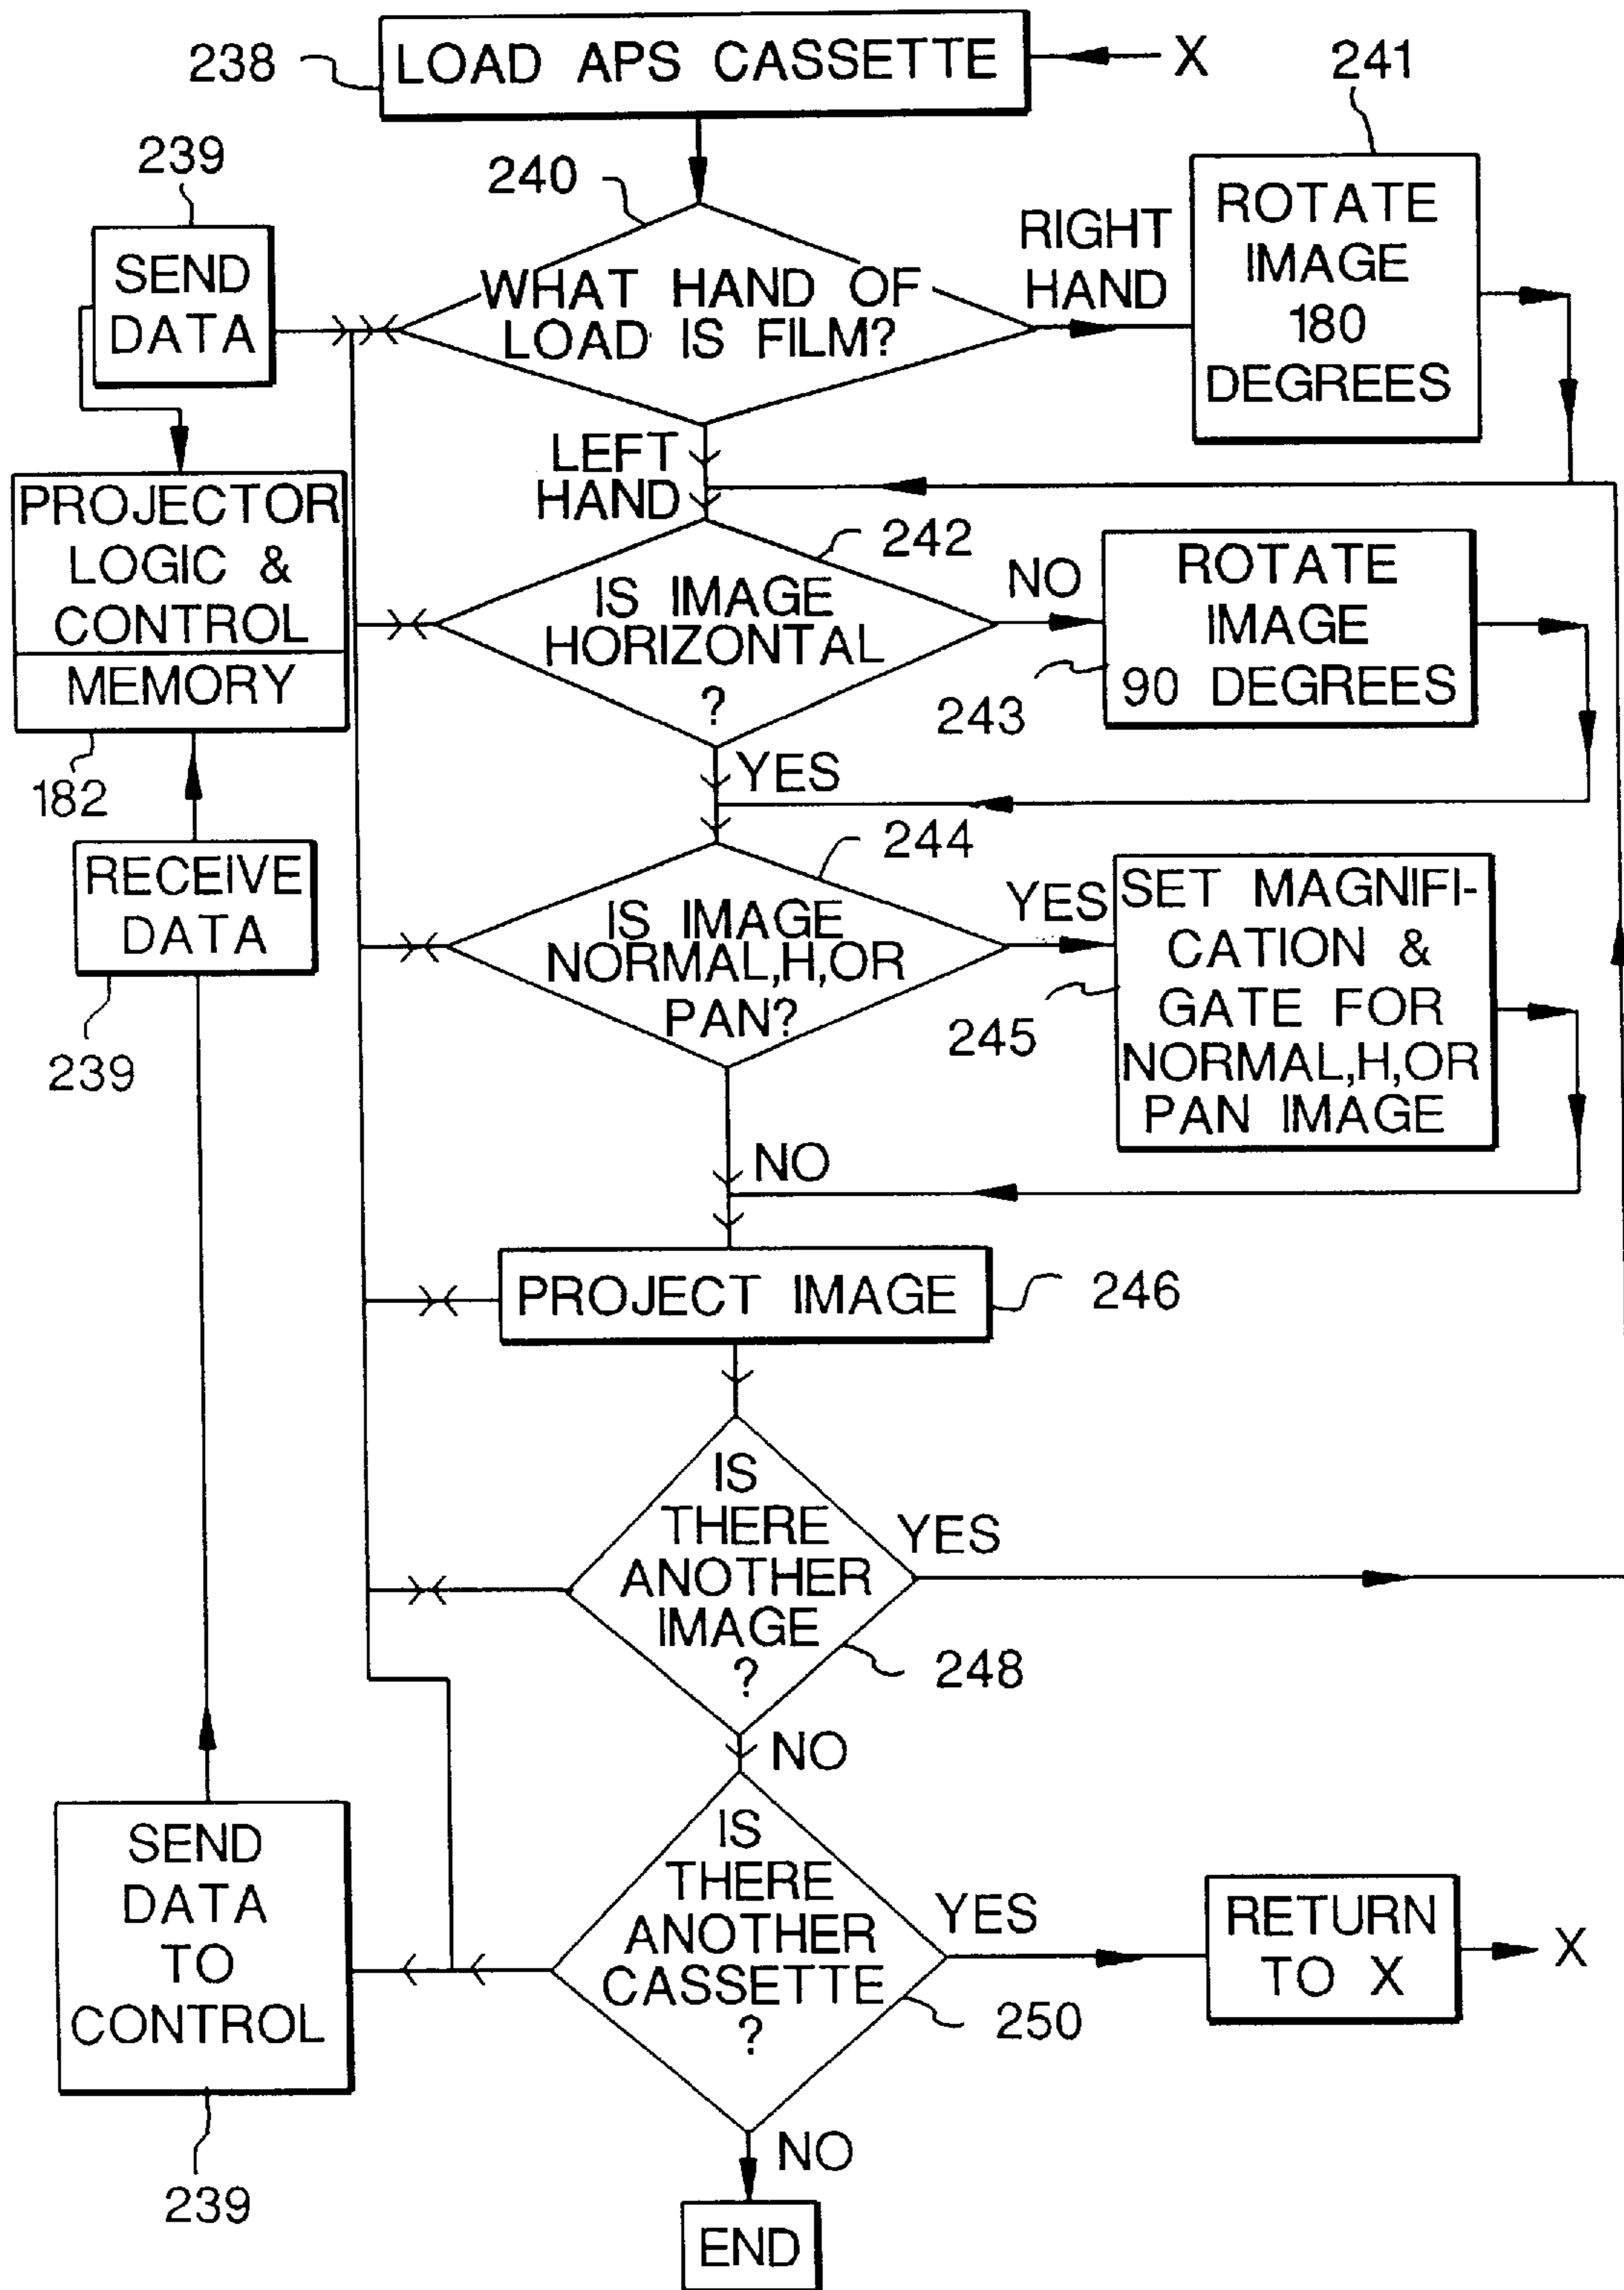 238
LOAD APS CASSETTE
X
241
239
240
SEND
DATA
WHAT HAND OF
LOAD IS FILM?
RIGHT
HAND
ROTATE
IMAGE
180
DEGREES
LEFT
HAND
PROJECTOR
LOGIC &
CONTROL
MEMORY
182
242
IS IMAGE
HORIZONTAL
?
NO
ROTATE
IMAGE
90 DEGREES
243
YES
RECEIVE
DATA
239
244
IS IMAGE
NORMAL,H,OR
PAN?
YES
SET MAGNIFI-
CATION &
GATE FOR
NORMAL,H,OR
PAN IMAGE
245
NO
PROJECT IMAGE
246
IS
THERE
ANOTHER
IMAGE
?
YES
248
NO
SEND
DATA
TO
CONTROL
239
IS
THERE
ANOTHER
CASSETTE
?
YES
250
RETURN
TO X
X
NO
END